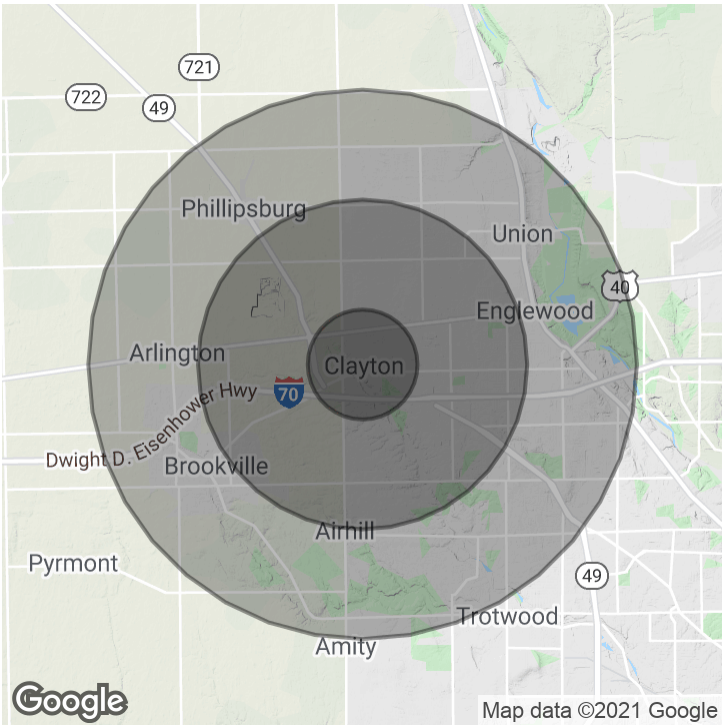 721
722
49
Phillipsburg
Union
40
Englewood
Arlington
Clayton
70
Dwight D. Eisenhower Hwy
Brookville
Airhill
Pyrmont
49
Trotwood
Amity
Google
Map data ©2021 Google